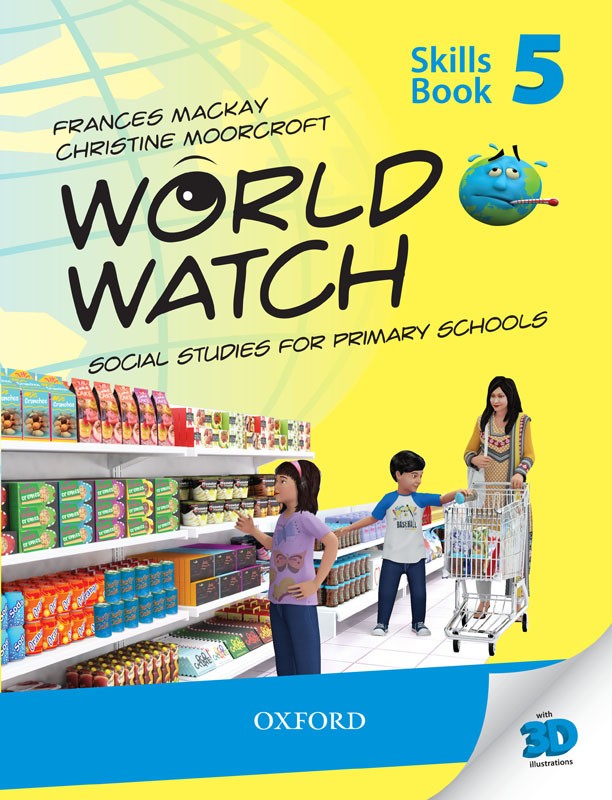 Skills
Book 5
FRANCES MACKAY
CHRISTINE MOORCROFT
WORLD
WATCH
SOCIAL STUDIES FOR PRIMARY SCHOOLS
BASEBALL
OXFORD
with
3D
illustrations